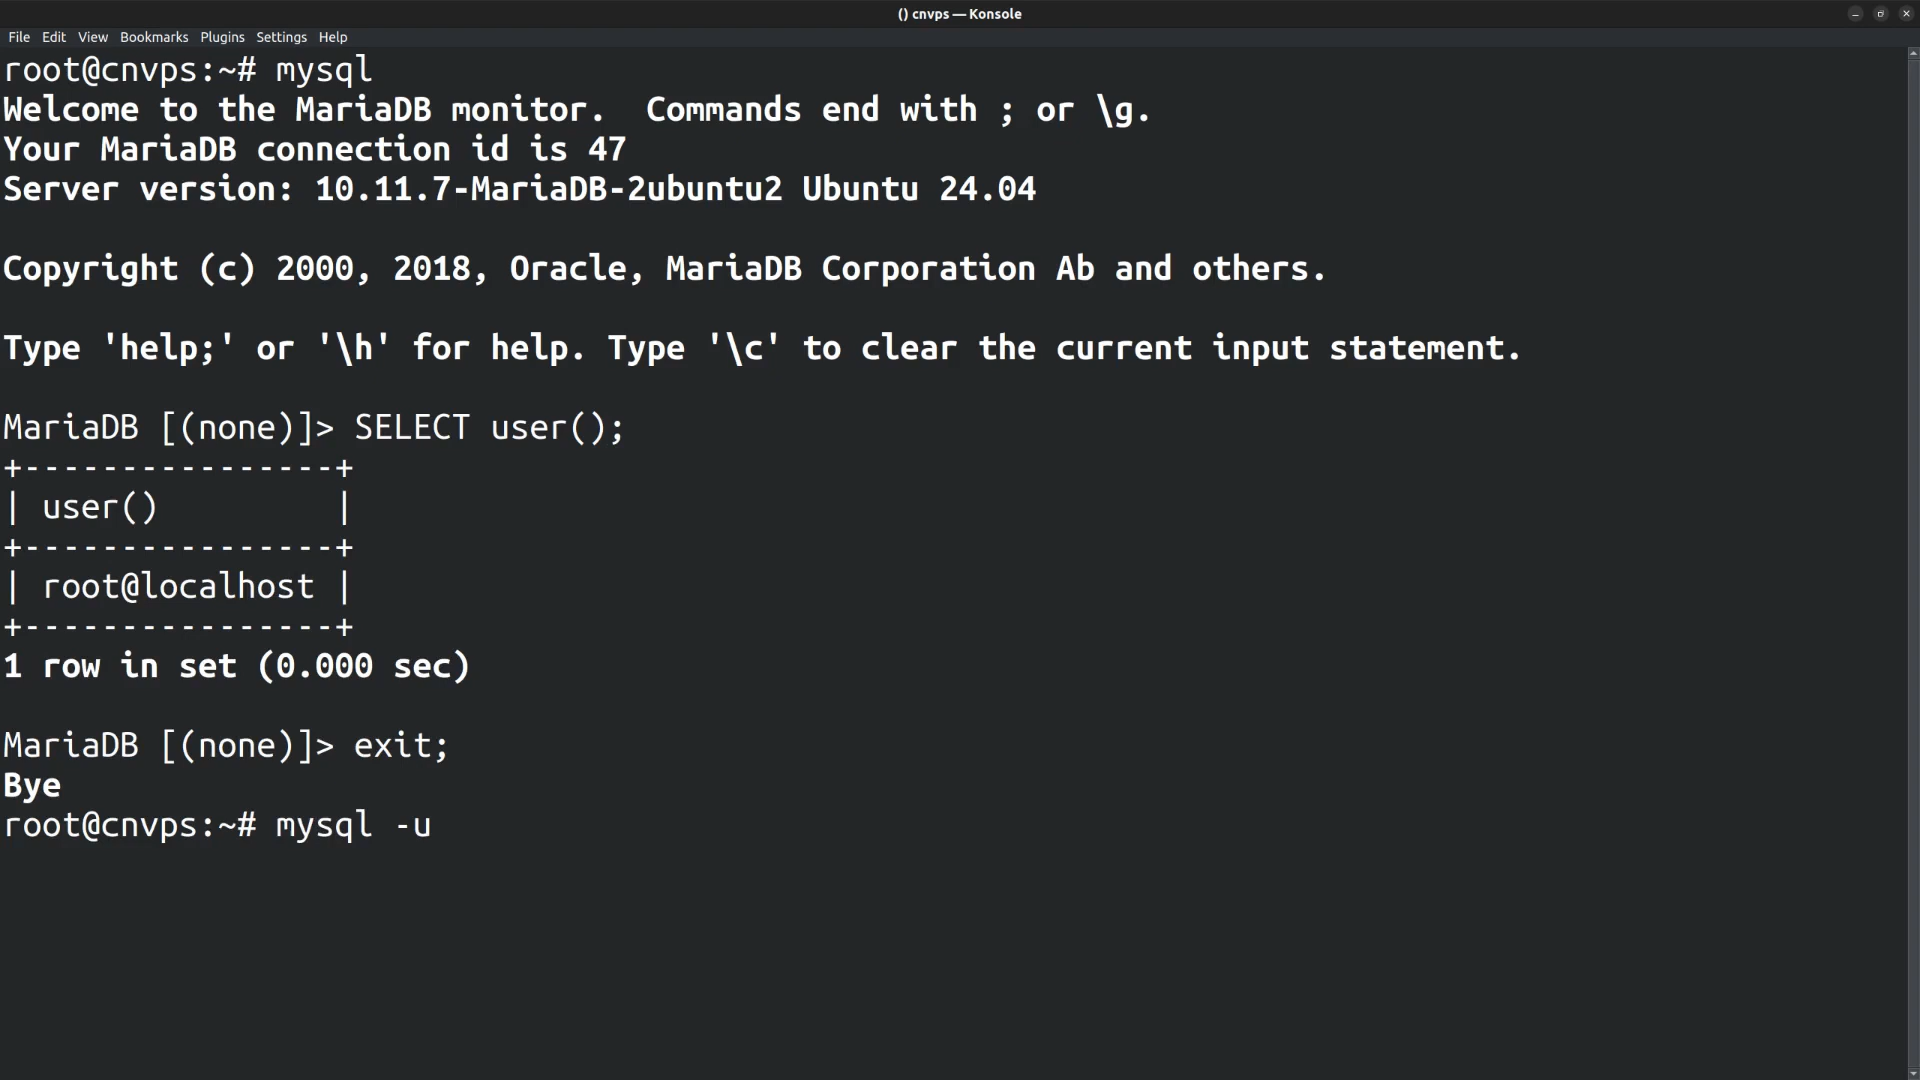 () cnvps — Konsole
File Edit View Bookmarks Plugins Settings Help
root@cnvps:~# mysql
Welcome to the MariaDB monitor.  Commands end with ; or \g.
Your MariaDB connection id is 47
Server version: 10.11.7-MariaDB-2ubuntu2 Ubuntu 24.04
Copyright (c) 2000, 2018, Oracle, MariaDB Corporation Ab and others.
Type 'help;' or '\h' for help. Type '\c' to clear the current input statement.
MariaDB [(none)]> SELECT user();
+----------------+
| user()         |
+----------------+
| root@localhost |
+----------------+
1 row in set (0.000 sec)
MariaDB [(none)]> exit;
Bye
root@cnvps:~# mysql -u